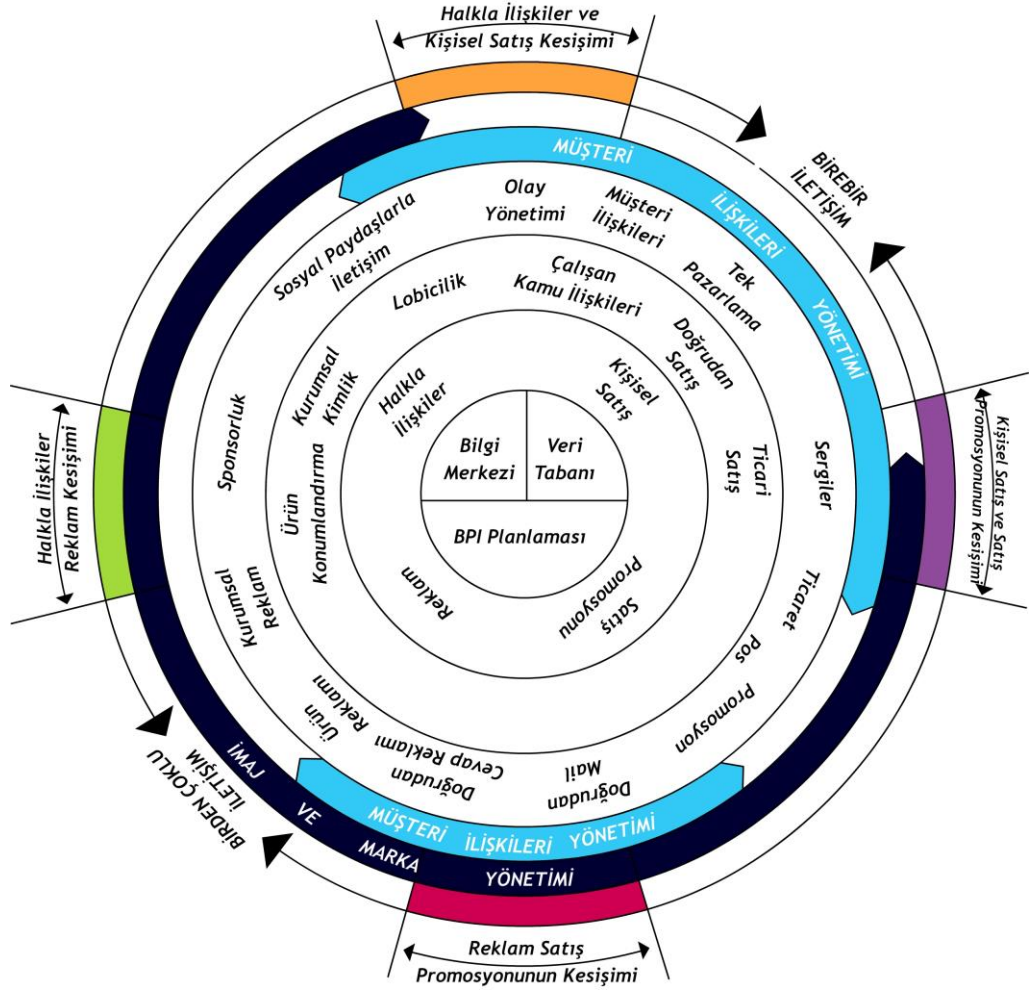 Halkla İlişkiler ve
Kişisel Satış Kesişimi
BİREBİR
İLETİŞİM
Kişisel Satış ve Satış
Promosyonunun Kesişimi
Reklam Satış
Promosyonunun Kesişimi
BİRDEN ÇOKLU
İLETİŞİM
Halkla İlişkiler
Reklam Kesişimi
MÜŞTERİ İLİŞKİLERİ YÖNETİMİ
İMAJ VE MARKA YÖNETİMİ
MÜŞTERİ İLİŞKİLERİ YÖNETİMİ
Sosyal Paydaşlarla
İletişim
Olay
Yönetimi
Müşteri
İlişkileri
Tek
Pazarlama
Sergiler
Ticaret
Pos
Promosyon
Doğrudan
Mail
Doğrudan
Cevap Reklamı
Ürün
Reklamı
Kurumsal
Reklam
Sponsorluk
Lobicilik
Çalışan
Kamu İlişkileri
Doğrudan
Satış
Ticari
Satış
Ürün
Konumlandırma
Kurumsal
Kimlik
Halkla
İlişkiler
Kişisel
Satış
Satış
Promosyonu
Reklam
Bilgi
Merkezi
Veri
Tabanı
BPI Planlaması